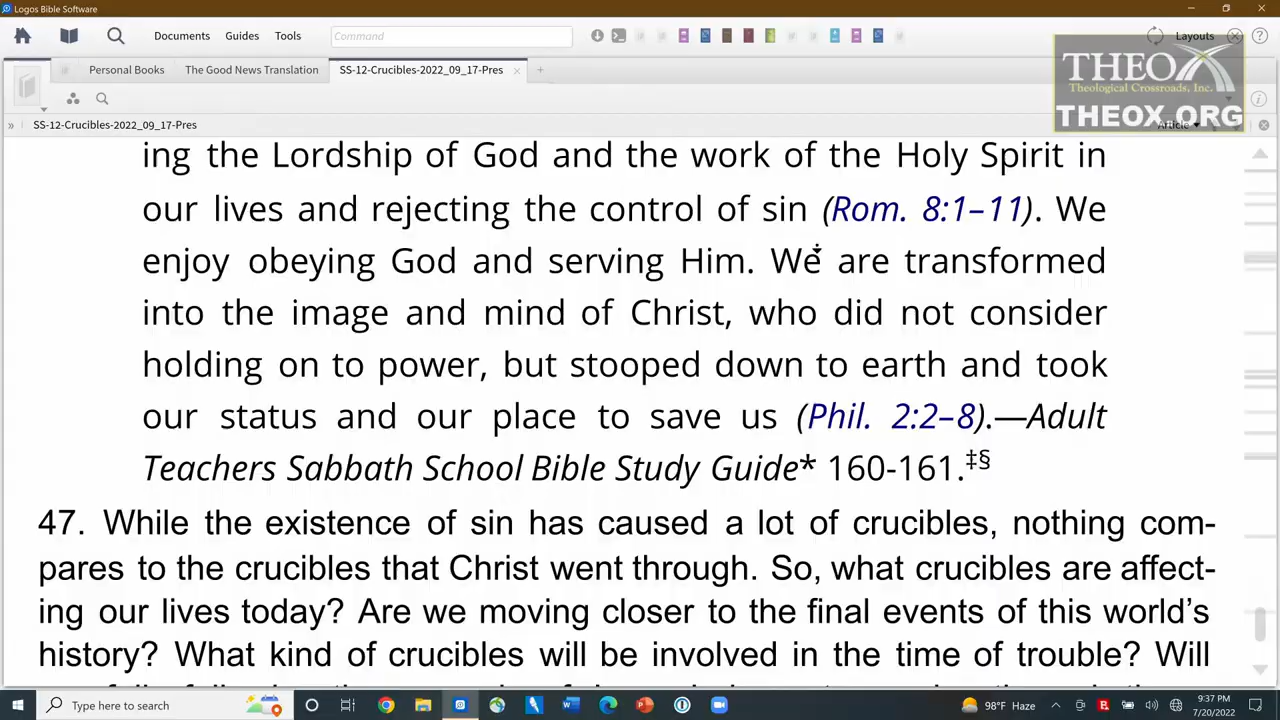 Logos Bible Software
Documents Guides Tools Command Layouts
Personal Books The Good News Translation SS-12-Crucibles-2022_09_17-Pres
THEOX
Theological Crossroads, Inc.
THEOX.ORG
SS-12-Crucibles-2022_09_17-Pres Article
ing the Lordship of God and the work of the Holy Spirit in
our lives and rejecting the control of sin (Rom. 8:1–11). We
enjoy obeying God and serving Him. We are transformed
into the image and mind of Christ, who did not consider
holding on to power, but stooped down to earth and took
our status and our place to save us (Phil. 2:2–8).—Adult
Teachers Sabbath School Bible Study Guide* 160-161.‡§
47. While the existence of sin has caused a lot of crucibles, nothing com-
pares to the crucibles that Christ went through. So, what crucibles are affect-
ing our lives today? Are we moving closer to the final events of this world’s
history? What kind of crucibles will be involved in the time of trouble? Will
Type here to search
98°F Haze
9:37 PM
7/20/2022